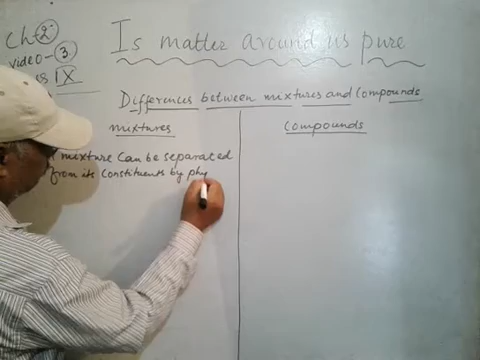 Ch-2
Is matter around us pure
video-3
IX
Differences between mixtures and compounds
mixtures
compounds
mixture can be separated
from its constituents by phy